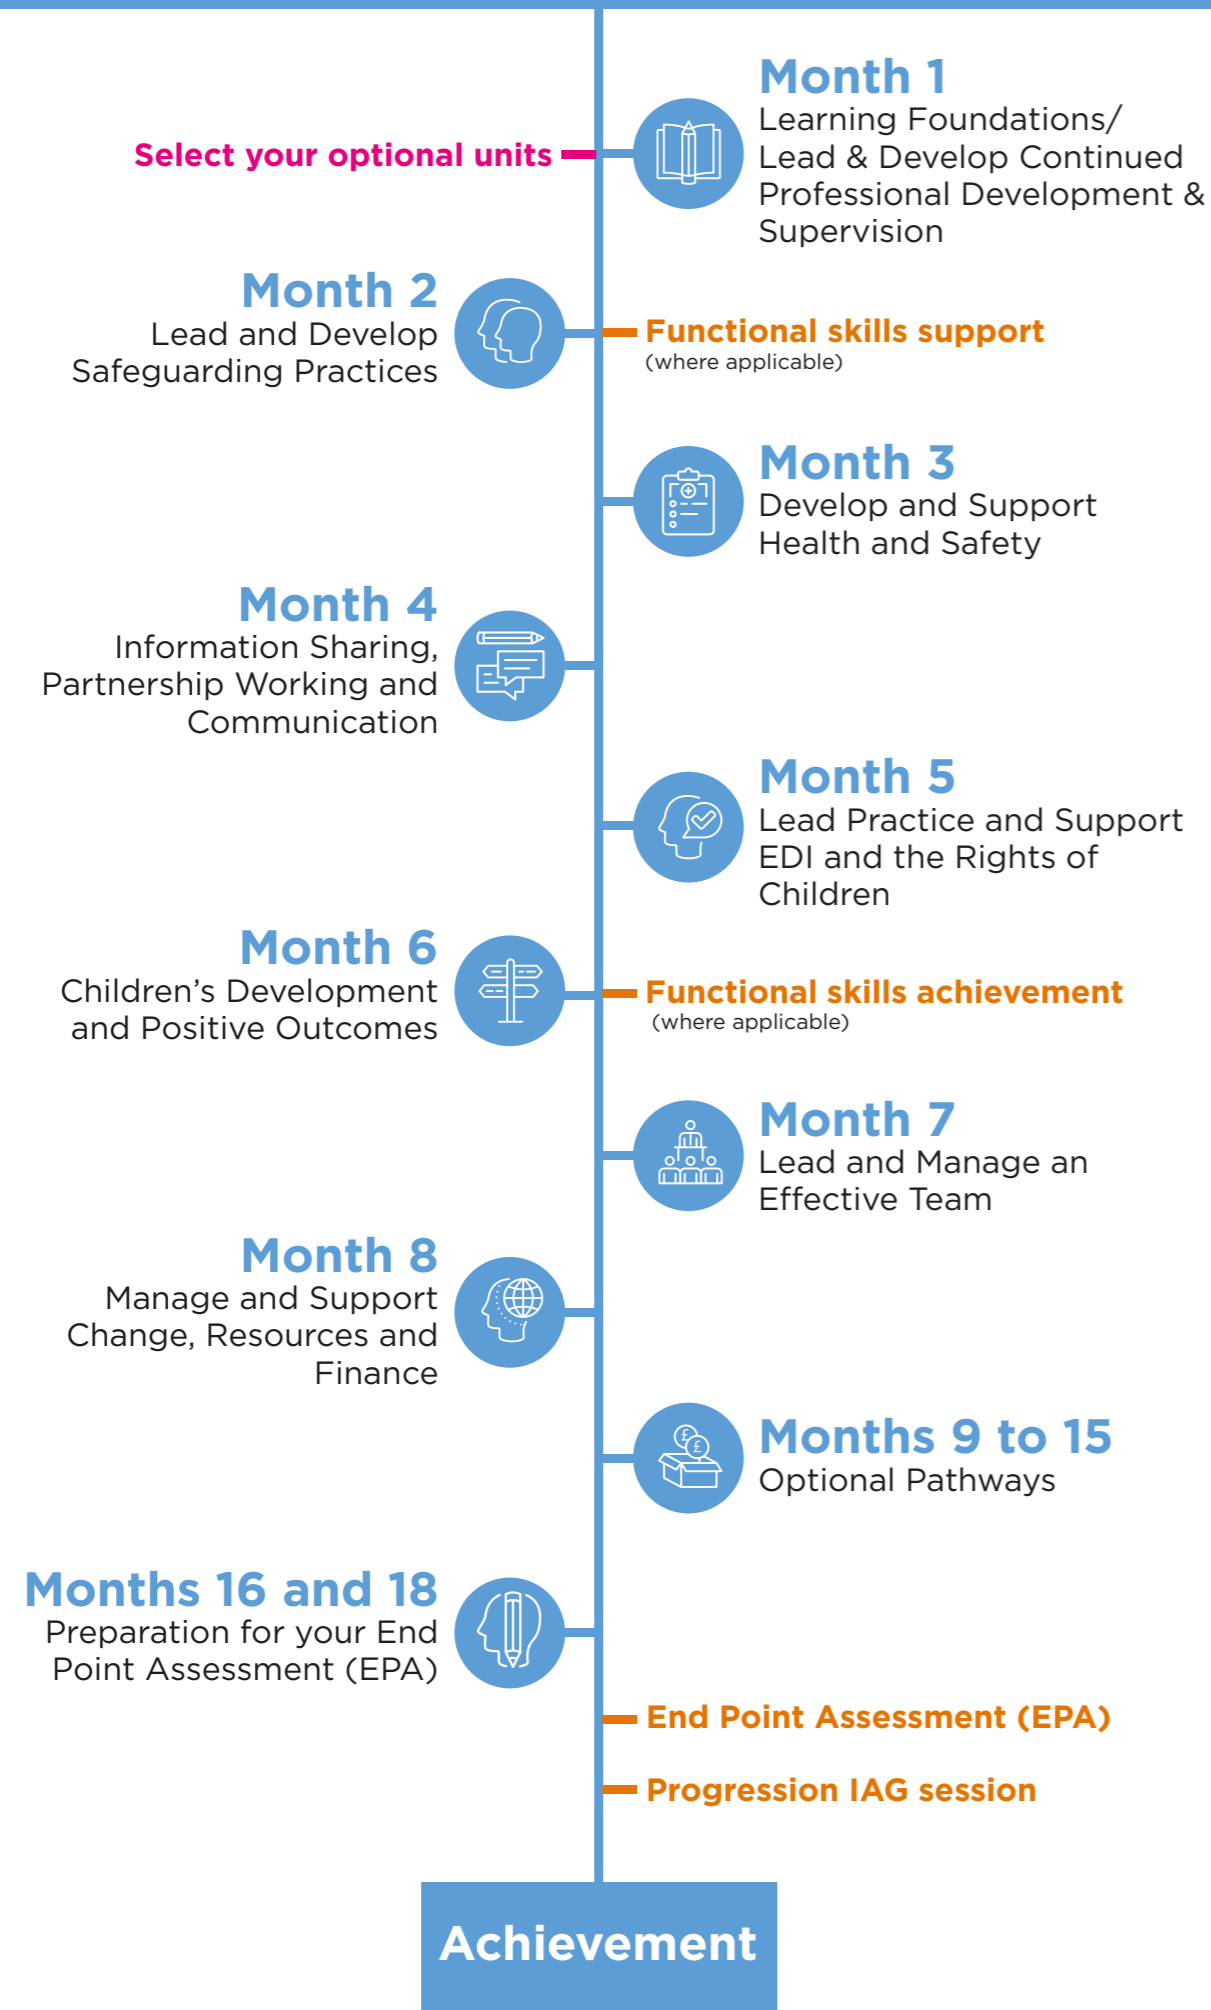 Month 1
Learning Foundations/
Lead & Develop Continued
Professional Development &
Supervision
Select your optional units
Month 2
Lead and Develop
Safeguarding Practices
Functional skills support
(where applicable)
Month 3
Develop and Support
Health and Safety
Month 4
Information Sharing,
Partnership Working and
Communication
Month 5
Lead Practice and Support
EDI and the Rights of
Children
Month 6
Children’s Development
and Positive Outcomes
Functional skills achievement
(where applicable)
Month 7
Lead and Manage an
Effective Team
Month 8
Manage and Support
Change, Resources and
Finance
£
£
Months 9 to 15
Optional Pathways
Months 16 and 18
Preparation for your End
Point Assessment (EPA)
End Point Assessment (EPA)
Progression IAG session
Achievement